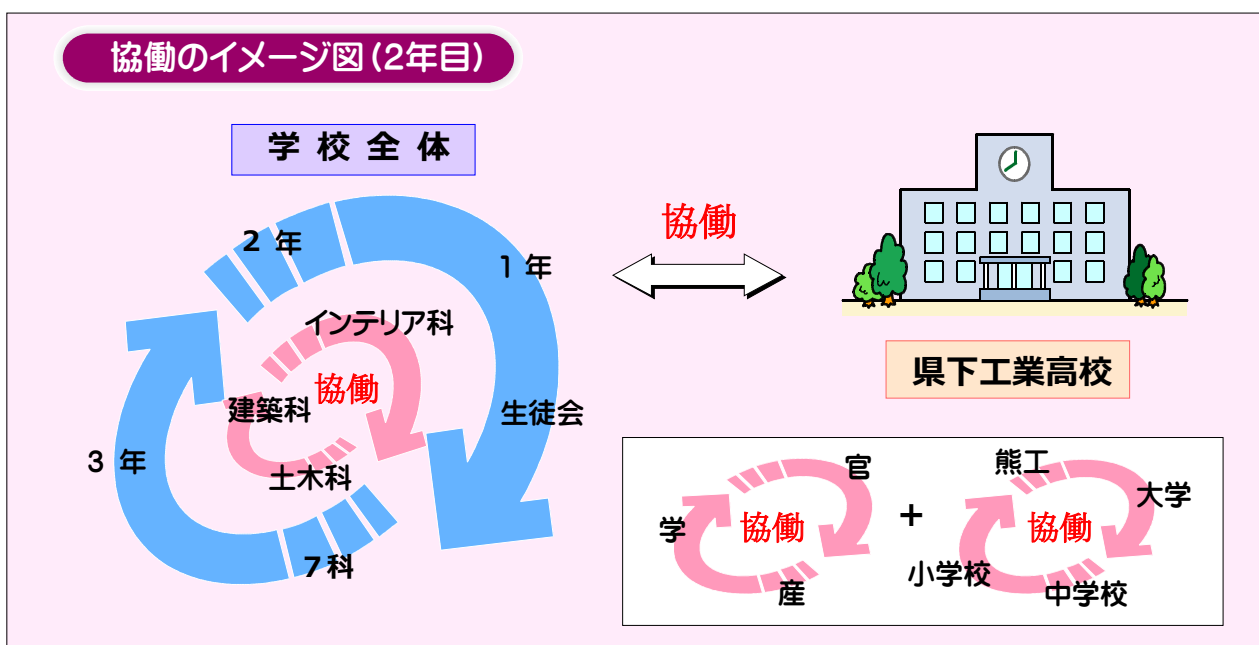 協働のイメージ図(2年目)
学校全体
2年
1年
インテリア科
協働
建築科
生徒会
3年
土木科
7科
協働
県下工業高校
官
学
協働
産
+
熊工
大学
協働
小学校
中学校